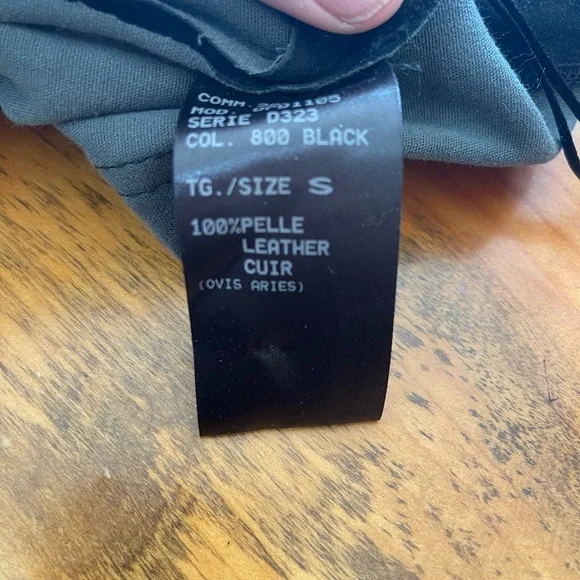 COMM.
MOD.
SERIE D323
COL. 800 BLACK
TG./SIZE S
100%PELLE
LEATHER
CUIR
(OVIS ARIES)